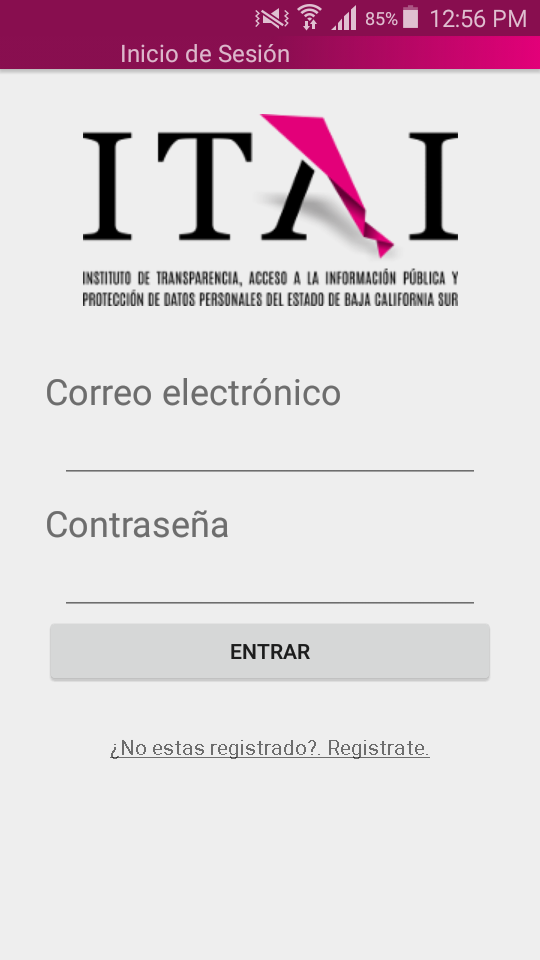 85% 12:56 PM
Inicio de Sesión
ITAI
INSTITUTO DE TRANSPARENCIA, ACCESO A LA INFORMACIÓN PÚBLICA Y
PROTECCIÓN DE DATOS PERSONALES DEL ESTADO DE BAJA CALIFORNIA SUR
Correo electrónico
Contraseña
ENTRAR
¿No estas registrado?. Registrate.